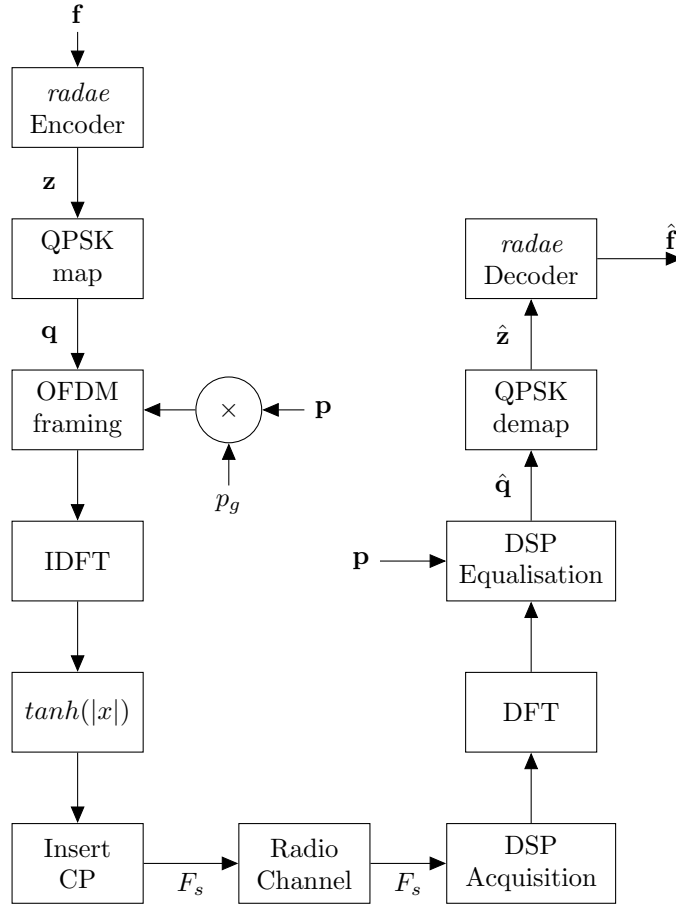 f
radae
Encoder
z
QPSK
map
q
OFDM
framing
×
p
p_g
IDFT
tanh(|x|)
Insert
CP
F_s
Radio
Channel
F_s
DSP
Acquisition
DFT
p
DSP
Equalisation
q̂
QPSK
demap
ẑ
radae
Decoder
f̂